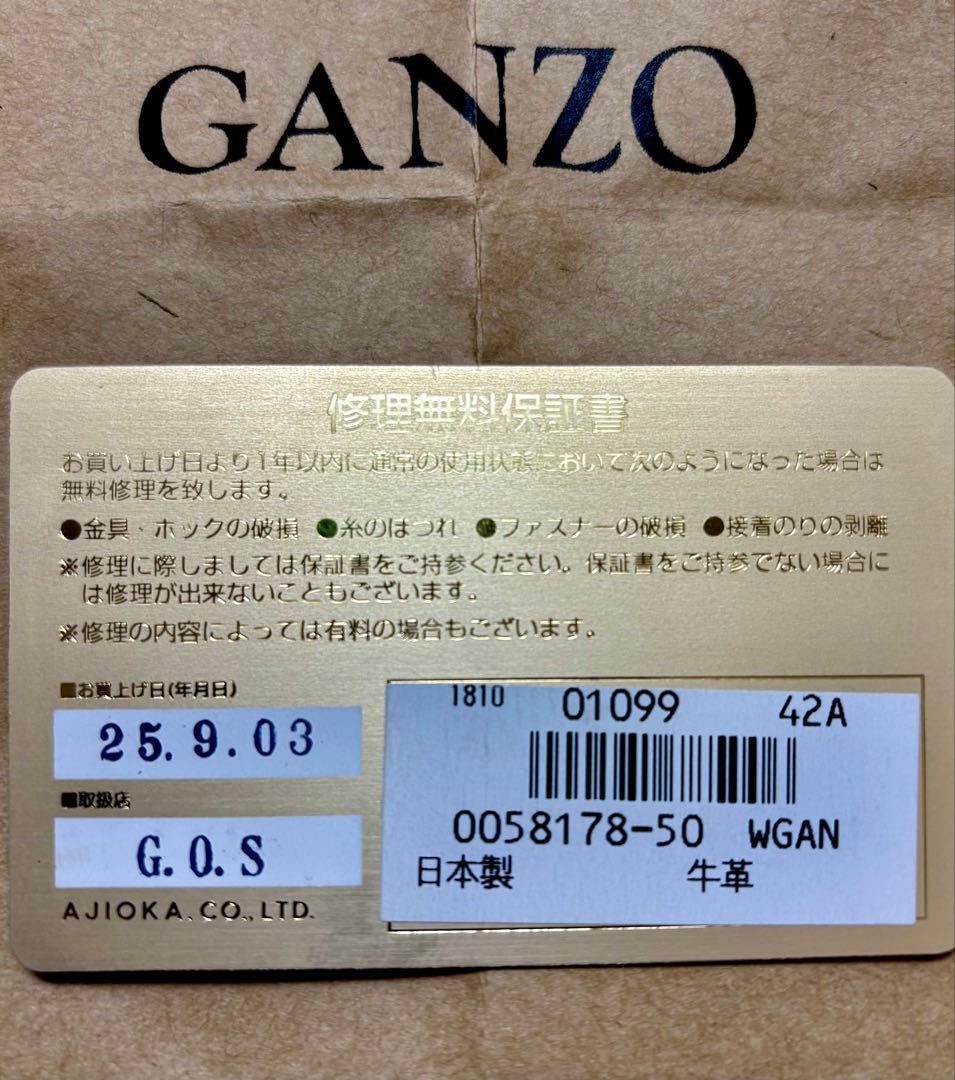 GANZO
修理無料保証書
お買い上げ日より1年以内に通常の使用状態において次のようになった場合は
無料修理を致します。
●金具・ホックの破損 ●糸のほつれ ●ファスナーの破損 ●接着のりの剥離
※修理に際しましては保証書をご持参ください。保証書をご持参でない場合に
は修理が出来ないこともございます。
※修理の内容によっては有料の場合もございます。
■お買上げ日(年月日)
25.9.03
■取扱店
G.O.S
AJIOKA.CO.,LTD.
1810 01099 42A
0058178-50 WGAN
日本製 牛革